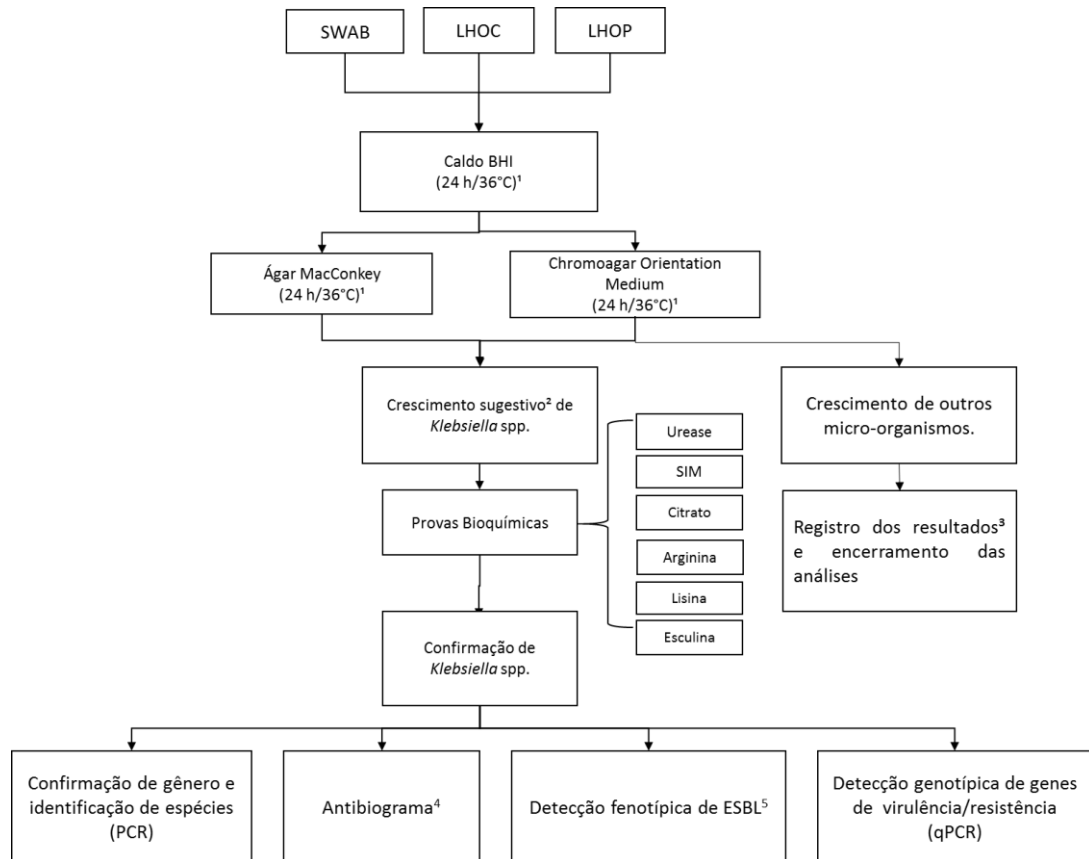 SWAB
LHOC
LHOP
Caldo BHI
(24 h/36°C)¹
Ágar MacConkey
(24 h/36°C)¹
Chromoagar Orientation
Medium
(24 h/36°C)¹
Crescimento sugestivo² de
Klebsiella spp.
Crescimento de outros
micro-organismos.
Urease
SIM
Citrato
Arginina
Lisina
Esculina
Provas Bioquímicas
Registro dos resultados³
e encerramento das
análises
Confirmação de
Klebsiella spp.
Confirmação de gênero e
identificação de espécies
(PCR)
Antibiograma⁴
Detecção fenotípica de ESBL⁵
Detecção genotípica de genes
de virulência/resistência
(qPCR)